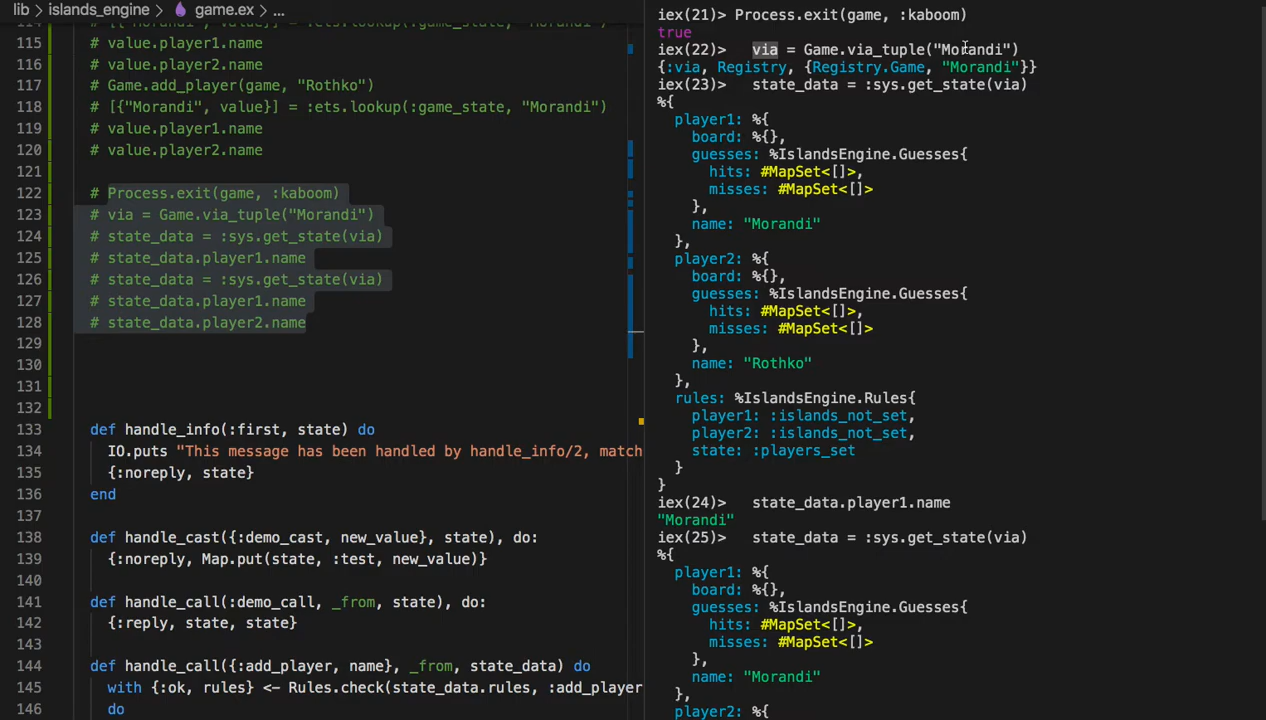 lib > islands_engine > game.ex > ...
114 # [{"Morandi", value}] = :ets.lookup(:game_state, "Morandi")
115 # value.player1.name
116 # value.player2.name
117 # Game.add_player(game, "Rothko")
118 # [{"Morandi", value}] = :ets.lookup(:game_state, "Morandi")
119 # value.player1.name
120 # value.player2.name
121
122 # Process.exit(game, :kaboom)
123 # via = Game.via_tuple("Morandi")
124 # state_data = :sys.get_state(via)
125 # state_data.player1.name
126 # state_data = :sys.get_state(via)
127 # state_data.player1.name
128 # state_data.player2.name
129
130
131
132
133 def handle_info(:first, state) do
134 IO.puts "This message has been handled by handle_info/2, match
135 {:noreply, state}
136 end
137
138 def handle_cast({:demo_cast, new_value}, state), do:
139 {:noreply, Map.put(state, :test, new_value)}
140
141 def handle_call(:demo_call, _from, state), do:
142 {:reply, state, state}
143
144 def handle_call({:add_player, name}, _from, state_data) do
145 with {:ok, rules} <- Rules.check(state_data.rules, :add_player
146 do
iex(21)> Process.exit(game, :kaboom)
true
iex(22)> via = Game.via_tuple("Morandi")
{:via, Registry, {Registry.Game, "Morandi"}}
iex(23)> state_data = :sys.get_state(via)
%{
player1: %{
board: %{},
guesses: %IslandsEngine.Guesses{
hits: #MapSet<[]>,
misses: #MapSet<[]>
},
name: "Morandi"
},
player2: %{
board: %{},
guesses: %IslandsEngine.Guesses{
hits: #MapSet<[]>,
misses: #MapSet<[]>
},
name: "Rothko"
},
rules: %IslandsEngine.Rules{
player1: :islands_not_set,
player2: :islands_not_set,
state: :players_set
}
}
iex(24)> state_data.player1.name
"Morandi"
iex(25)> state_data = :sys.get_state(via)
%{
player1: %{
board: %{},
guesses: %IslandsEngine.Guesses{
hits: #MapSet<[]>,
misses: #MapSet<[]>
},
name: "Morandi"
},
player2: %{